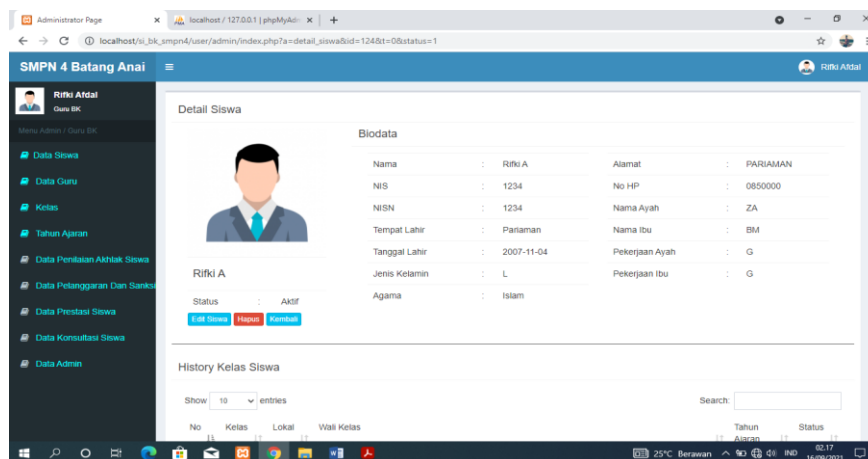 Administrator Page
localhost / 127.0.0.1 | phpMyAdmi
localhost/si_bk_smpn4/user/admin/index.php?a=detail_siswa&id=124&t=0&status=1
SMPN 4 Batang Anai
Rifki Afdal
Rifki Afdal
Guru BK
Menu Admin / Guru BK
Data Siswa
Data Guru
Kelas
Tahun Ajaran
Data Penilaian Akhlak Siswa
Data Pelanggaran Dan Sanksi
Data Prestasi Siswa
Data Konsultasi Siswa
Data Admin
Detail Siswa
Rifki A
Status : Aktif
Edit Siswa Hapus Kembali
Biodata
Nama : Rifki A
NIS : 1234
NISN : 1234
Tempat Lahir : Pariaman
Tanggal Lahir : 2007-11-04
Jenis Kelamin : L
Agama : Islam
Alamat : PARIAMAN
No HP : 0850000
Nama Ayah : ZA
Nama Ibu : BM
Pekerjaan Ayah : G
Pekerjaan Ibu : G
History Kelas Siswa
Show 10 entries
Search:
No Kelas Lokal Wali Kelas Tahun Ajaran Status
25°C Berawan
IND
02.17
16/09/2021